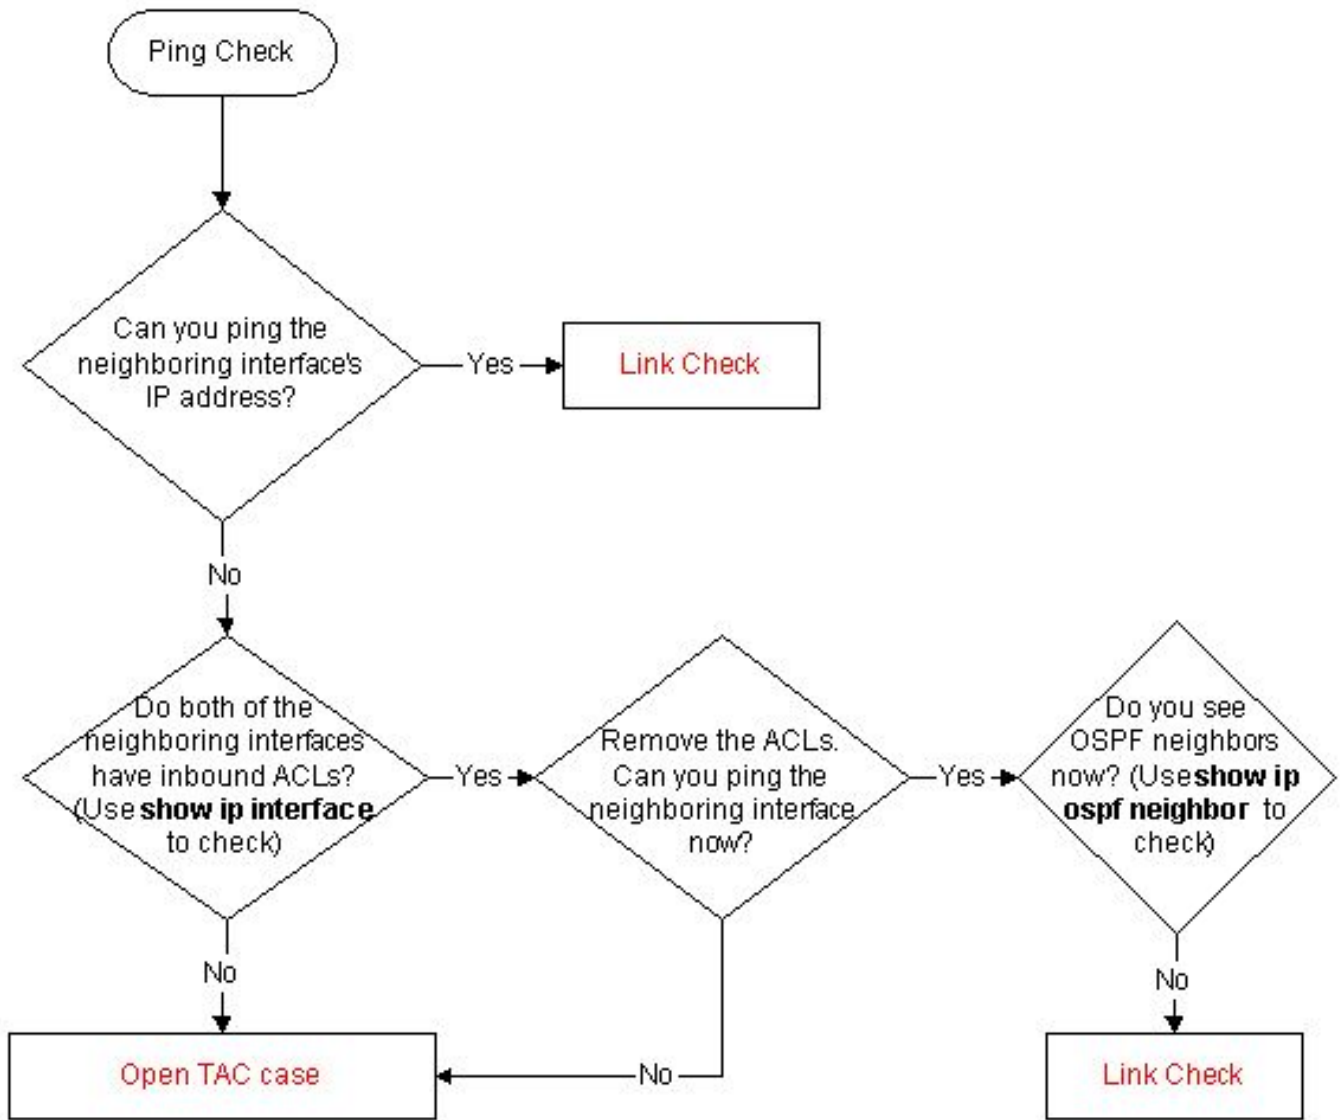 Ping Check
Can you ping the
neighboring interface's
IP address?
Yes
Link Check
No
Do both of the
neighboring interfaces
have inbound ACLs?
(Use show ip interface
to check)
Yes
Remove the ACLs.
Can you ping the
neighboring interface
now?
Yes
Do you see
OSPF neighbors
now? (Use show ip
ospf neighbor to
check)
No
No
Open TAC case
No
Link Check